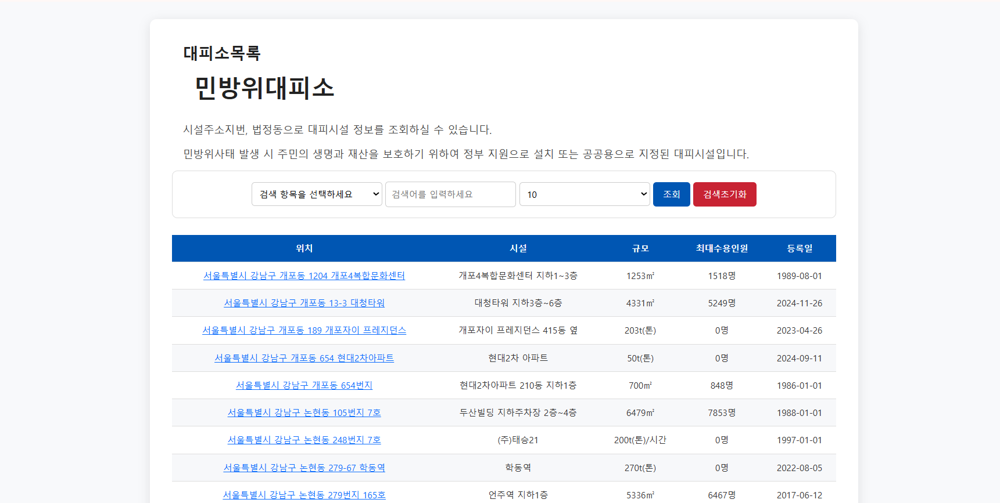 대피소목록
민방위대피소
시설주소지번, 법정동으로 대피시설 정보를 조회하실 수 있습니다.
민방위사태 발생 시 주민의 생명과 재산을 보호하기 위하여 정부 지원으로 설치 또는 공공용으로 지정된 대피시설입니다.
검색 항목을 선택하세요 검색어를 입력하세요 10 조회 검색초기화
위치 시설 규모 최대수용인원 등록일
서울특별시 강남구 개포동 1204 개포4복합문화센터 개포4복합문화센터 지하1~3층 1253㎡ 1518명 1989-08-01
서울특별시 강남구 개포동 13-3 대청타워 대청타워 지하3층~6층 4331㎡ 5249명 2024-11-26
서울특별시 강남구 개포동 189 개포자이 프레지던스 개포자이 프레지던스 415동 옆 203t(톤) 0명 2023-04-26
서울특별시 강남구 개포동 654 현대2차아파트 현대2차 아파트 50t(톤) 0명 2024-09-11
서울특별시 강남구 개포동 654번지 현대2차아파트 210동 지하1층 700㎡ 848명 1986-01-01
서울특별시 강남구 논현동 105번지 7호 두산빌딩 지하주차장 2층~4층 6479㎡ 7853명 1988-01-01
서울특별시 강남구 논현동 248번지 7호 (주)태승21 200t(톤)/시간 0명 1997-01-01
서울특별시 강남구 논현동 279-67 학동역 학동역 270t(톤) 0명 2022-08-05
서울특별시 강남구 논현동 279번지 165호 언주역 지하1층 5336㎡ 6467명 2017-06-12